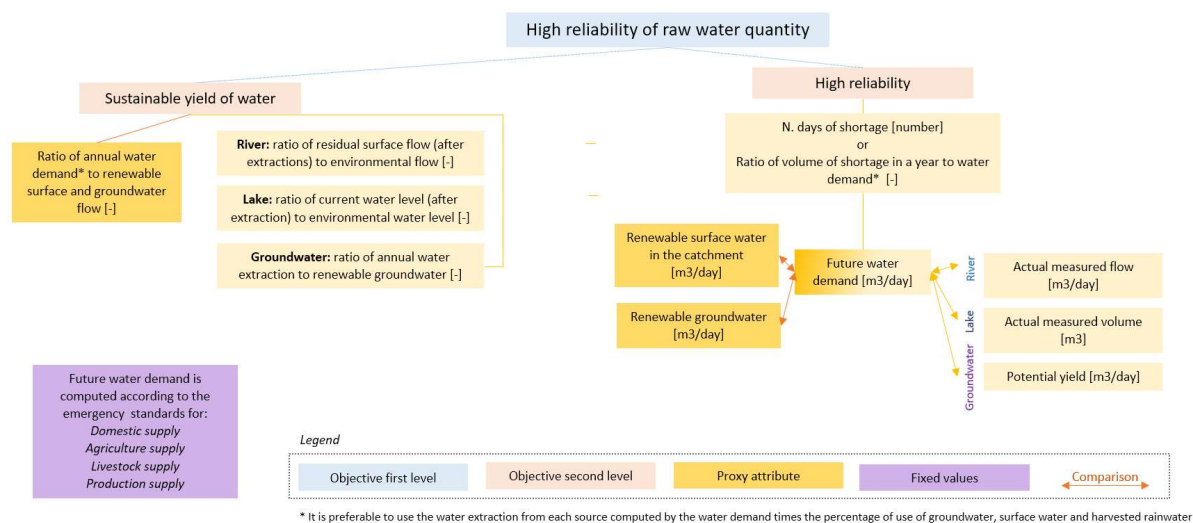 High reliability of raw water quantity
Sustainable yield of water
High reliability
Ratio of annual water
demand* to renewable
surface and groundwater
flow [-]
River: ratio of residual surface flow (after
extractions) to environmental flow [-]
Lake: ratio of current water level (after
extraction) to environmental water level [-]
Groundwater: ratio of annual water
extraction to renewable groundwater [-]
N. days of shortage [number]
or
Ratio of volume of shortage in a year to water
demand* [-]
Renewable surface water
in the catchment
[m3/day]
Renewable groundwater
[m3/day]
Future water
demand [m3/day]
River
Actual measured flow
[m3/day]
Lake
Actual measured volume
[m3]
Groundwater
Potential yield [m3/day]
Future water demand is
computed according to the
emergency standards for:
Domestic supply
Agriculture supply
Livestock supply
Production supply
Legend
Objective first level
Objective second level
Proxy attribute
Fixed values
Comparison
* It is preferable to use the water extraction from each source computed by the water demand times the percentage of use of groundwater, surface water and harvested rainwater